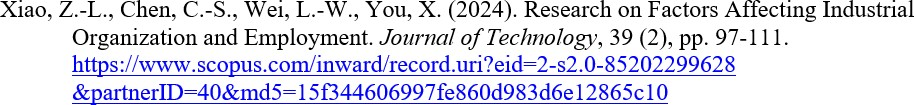 Xiao, Z.-L., Chen, C.-S., Wei, L.-W., You, X. (2024). Research on Factors Affecting Industrial
Organization and Employment. Journal of Technology, 39 (2), pp. 97-111.
https://www.scopus.com/inward/record.uri?eid=2-s2.0-85202299628
&partnerID=40&md5=15f344606997fe860d983d6e12865c10